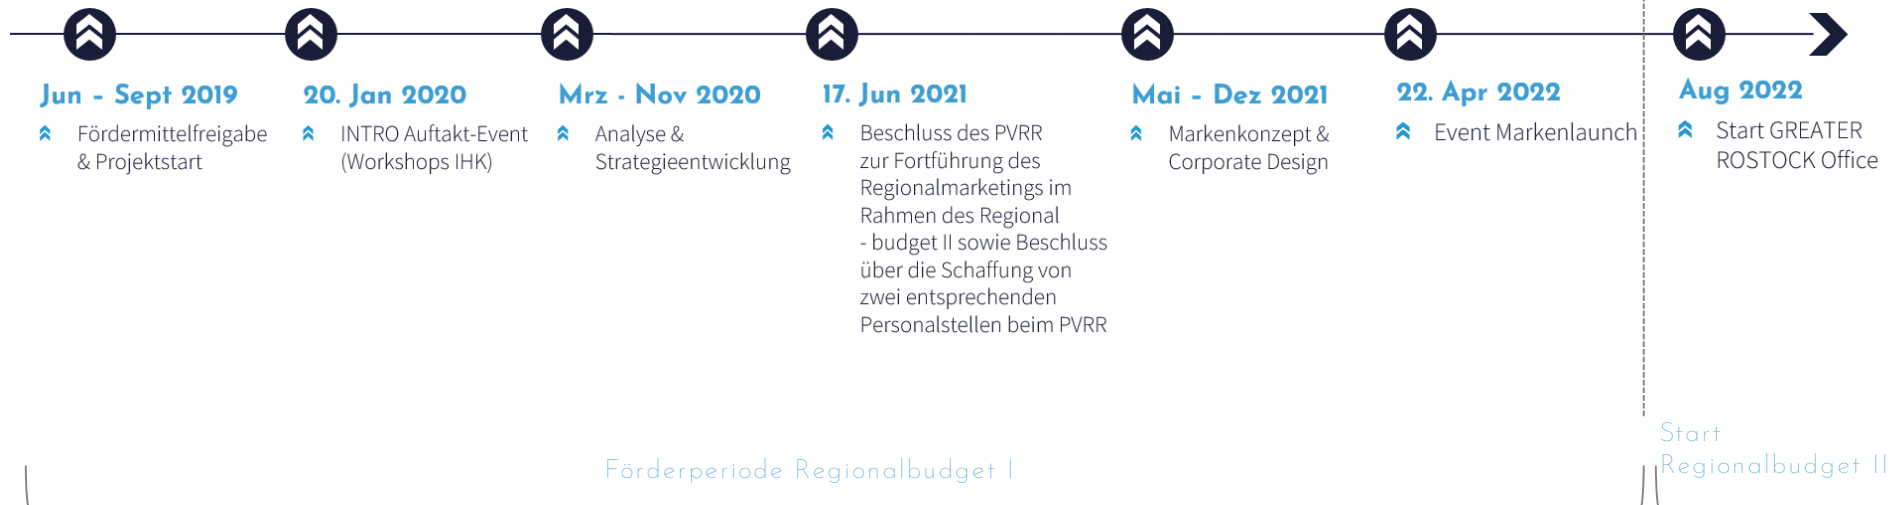 Jun – Sept 2019
Fördermittelfreigabe
& Projektstart
20. Jan 2020
INTRO Auftakt-Event
(Workshops IHK)
Mrz - Nov 2020
Analyse &
Strategieentwicklung
17. Jun 2021
Beschluss des PVRR
zur Fortführung des
Regionalmarketings im
Rahmen des Regional
- budget II sowie Beschluss
über die Schaffung von
zwei entsprechenden
Personalstellen beim PVRR
Mai – Dez 2021
Markenkonzept &
Corporate Design
22. Apr 2022
Event Markenlaunch
Aug 2022
Start GREATER
ROSTOCK Office
Förderperiode Regionalbudget I
Start
Regionalbudget II